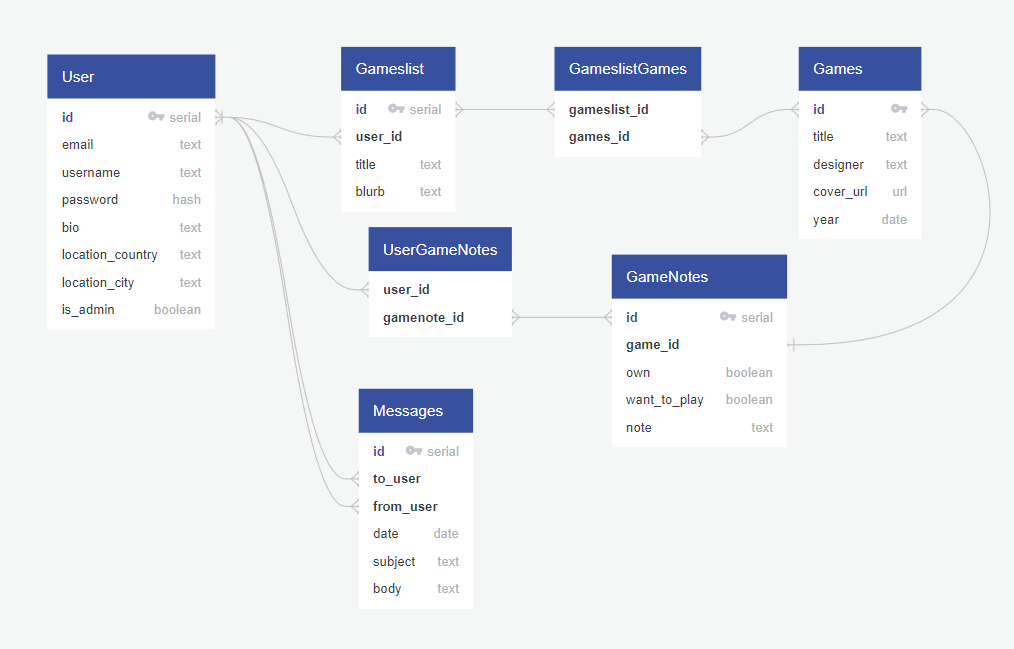 User
id serial
email text
username text
password hash
bio text
location_country text
location_city text
is_admin boolean
Gameslist
id serial
user_id
title text
blurb text
GameslistGames
gameslist_id
games_id
Games
id
title text
designer text
cover_url url
year date
UserGameNotes
user_id
gamenote_id
GameNotes
id serial
game_id
own boolean
want_to_play boolean
note text
Messages
id serial
to_user
from_user
date date
subject text
body text